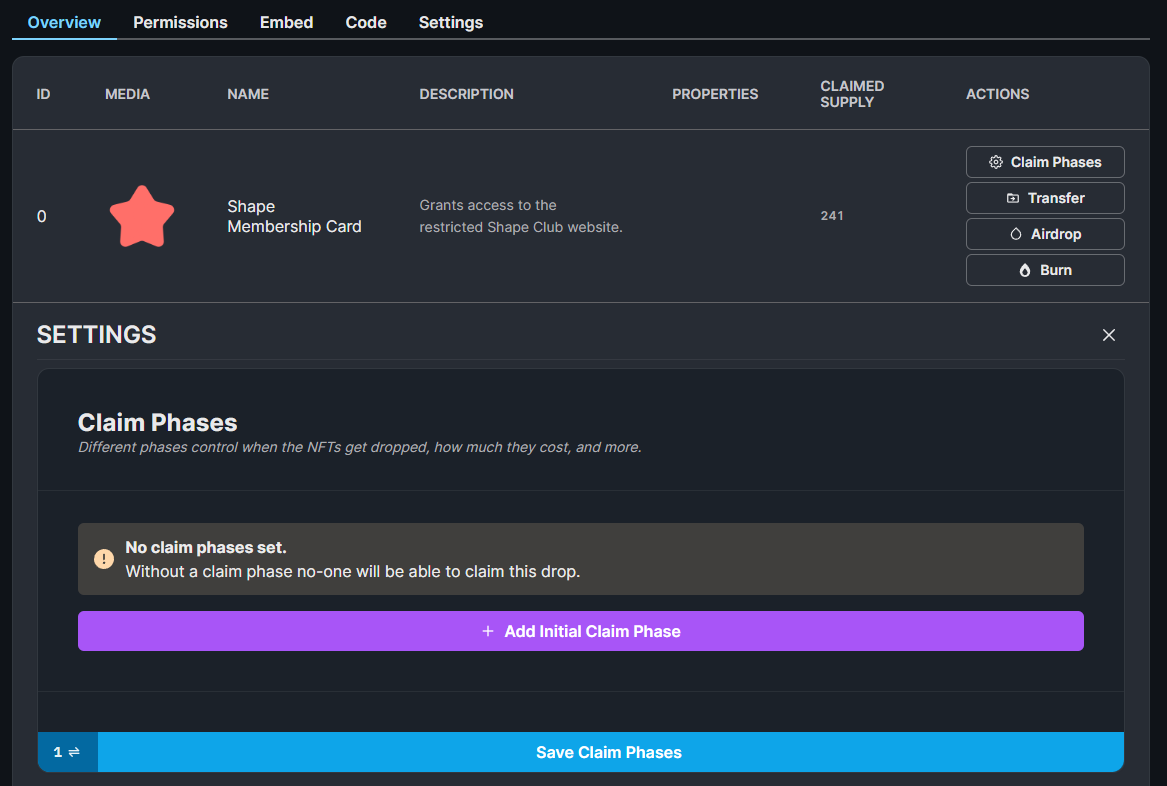 Overview Permissions Embed Code Settings
ID MEDIA NAME DESCRIPTION PROPERTIES CLAIMED SUPPLY ACTIONS
0
Shape
Membership Card
Grants access to the
restricted Shape Club website.
241
Claim Phases
Transfer
Airdrop
Burn
SETTINGS
Claim Phases
Different phases control when the NFTs get dropped, how much they cost, and more.
No claim phases set.
Without a claim phase no-one will be able to claim this drop.
+ Add Initial Claim Phase
1 ⇌ Save Claim Phases